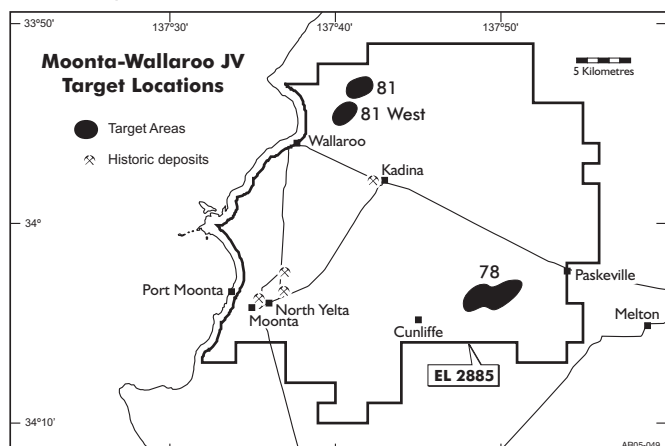 33°50'
137°30'
137°40'
137°50'
Moonta-Wallaroo JV
Target Locations
Target Areas
Historic deposits
5 Kilometres
81
81 West
Wallaroo
Kadina
34°
78
Paskeville
Port Moonta
North Yelta
Moonta
Cunliffe
Melton
EL 2885
34°10'
AR05-049